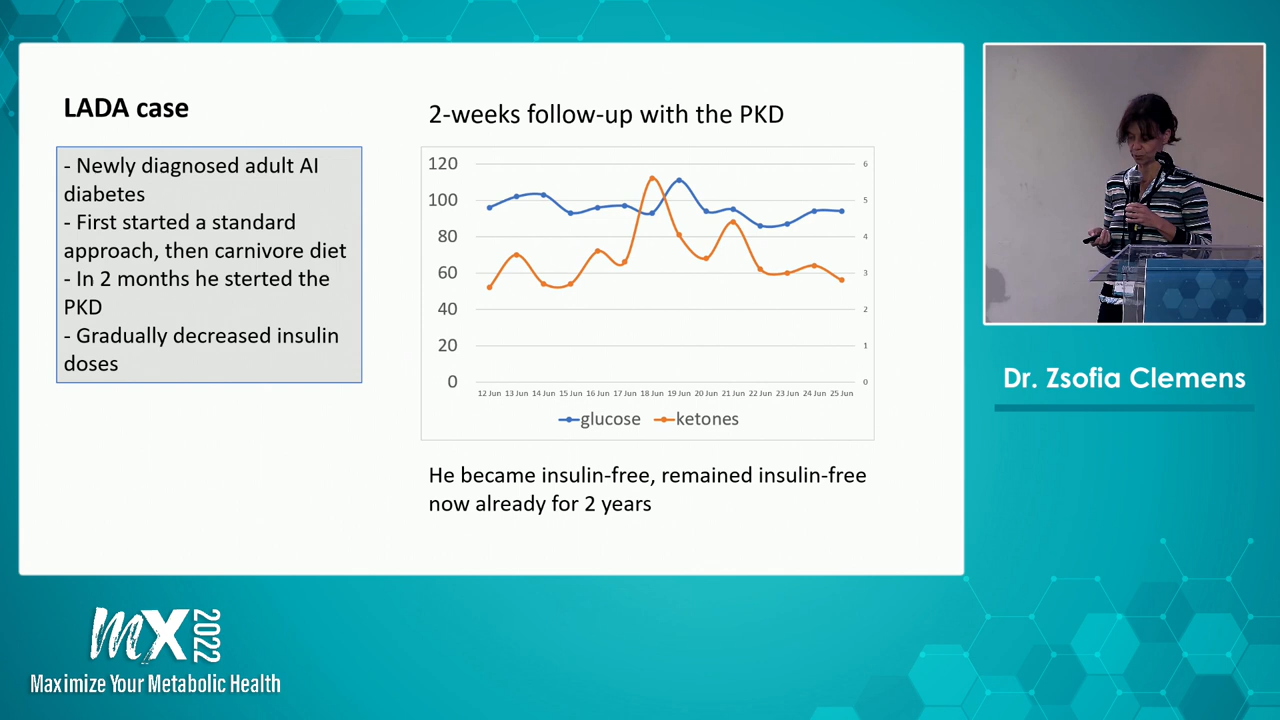 LADA case
- Newly diagnosed adult AI
diabetes
- First started a standard
approach, then carnivore diet
- In 2 months he sterted the
PKD
- Gradually decreased insulin
doses
2-weeks follow-up with the PKD
120
100
80
60
40
20
0
6
5
4
3
2
1
0
12 Jun 13 Jun 14 Jun 15 Jun 16 Jun 17 Jun 18 Jun 19 Jun 20 Jun 21 Jun 22 Jun 23 Jun 24 Jun 25 Jun
glucose ketones
He became insulin-free, remained insulin-free
now already for 2 years
Dr. Zsofia Clemens
mx 2022
Maximize Your Metabolic Health